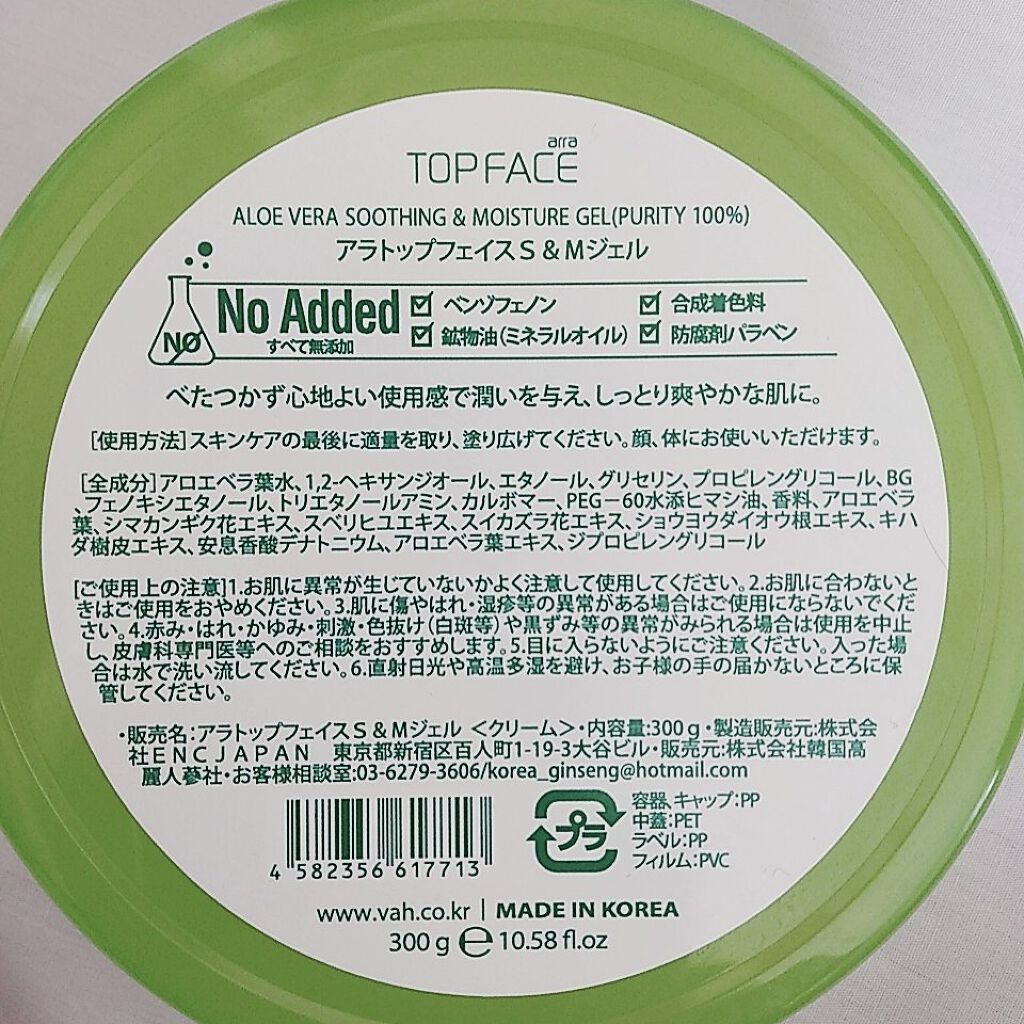 arra
TOPFACE
ALOE VERA SOOTHING & MOISTURE GEL(PURITY 100%)
アラトップフェイスS&Mジェル
NO
No Added
すべて無添加
ベンゾフェノン
合成着色料
鉱物油(ミネラルオイル)
防腐剤パラベン
べたつかず心地よい使用感で潤いを与え、しっとり爽やかな肌に。
[使用方法]スキンケアの最後に適量を取り、塗り広げてください。顔、体にお使いいただけます。
[全成分]アロエベラ葉水、1,2-ヘキサンジオール、エタノール、グリセリン、プロピレングリコール、BG
、フェノキシエタノール、トリエタノールアミン、カルボマー、PEG-60水添ヒマシ油、香料、アロエベラ
葉、シマカンギク花エキス、スベリヒユエキス、スイカズラ花エキス、ショウヨウダイオウ根エキス、キハ
ダ樹皮エキス、安息香酸デナトニウム、アロエベラ葉エキス、ジプロピレングリコール
[ご使用上の注意]1.お肌に異常が生じていないかよく注意して使用してください。2.お肌に合わないと
きはご使用をおやめください。3.肌に傷やはれ・湿疹等の異常がある場合はご使用にならないでくだ
さい。4.赤み・はれ・かゆみ・刺激・色抜け(白斑等)や黒ずみ等の異常がみられる場合は使用を中止
し、皮膚科専門医等へのご相談をおすすめします。5.目に入らないようにご注意ください。入った場
合は水で洗い流してください。6.直射日光や高温多湿を避け、お子様の手の届かないところに保
管してください。
・販売名:アラトップフェイスS&Mジェル <クリーム>・内容量:300g・製造販売元:株式会
社ENC JAPAN 東京都新宿区百人町1-19-3大谷ビル・販売元:株式会社韓国高
麗人参社・お客様相談室:03-6279-3606/korea_ginseng@hotmail.com
4 582356 617713
プラ
容器、キャップ:PP
中蓋:PET
ラベル:PP
フィルム:PVC
www.vah.co.kr | MADE IN KOREA
300 g ℮ 10.58 fl.oz